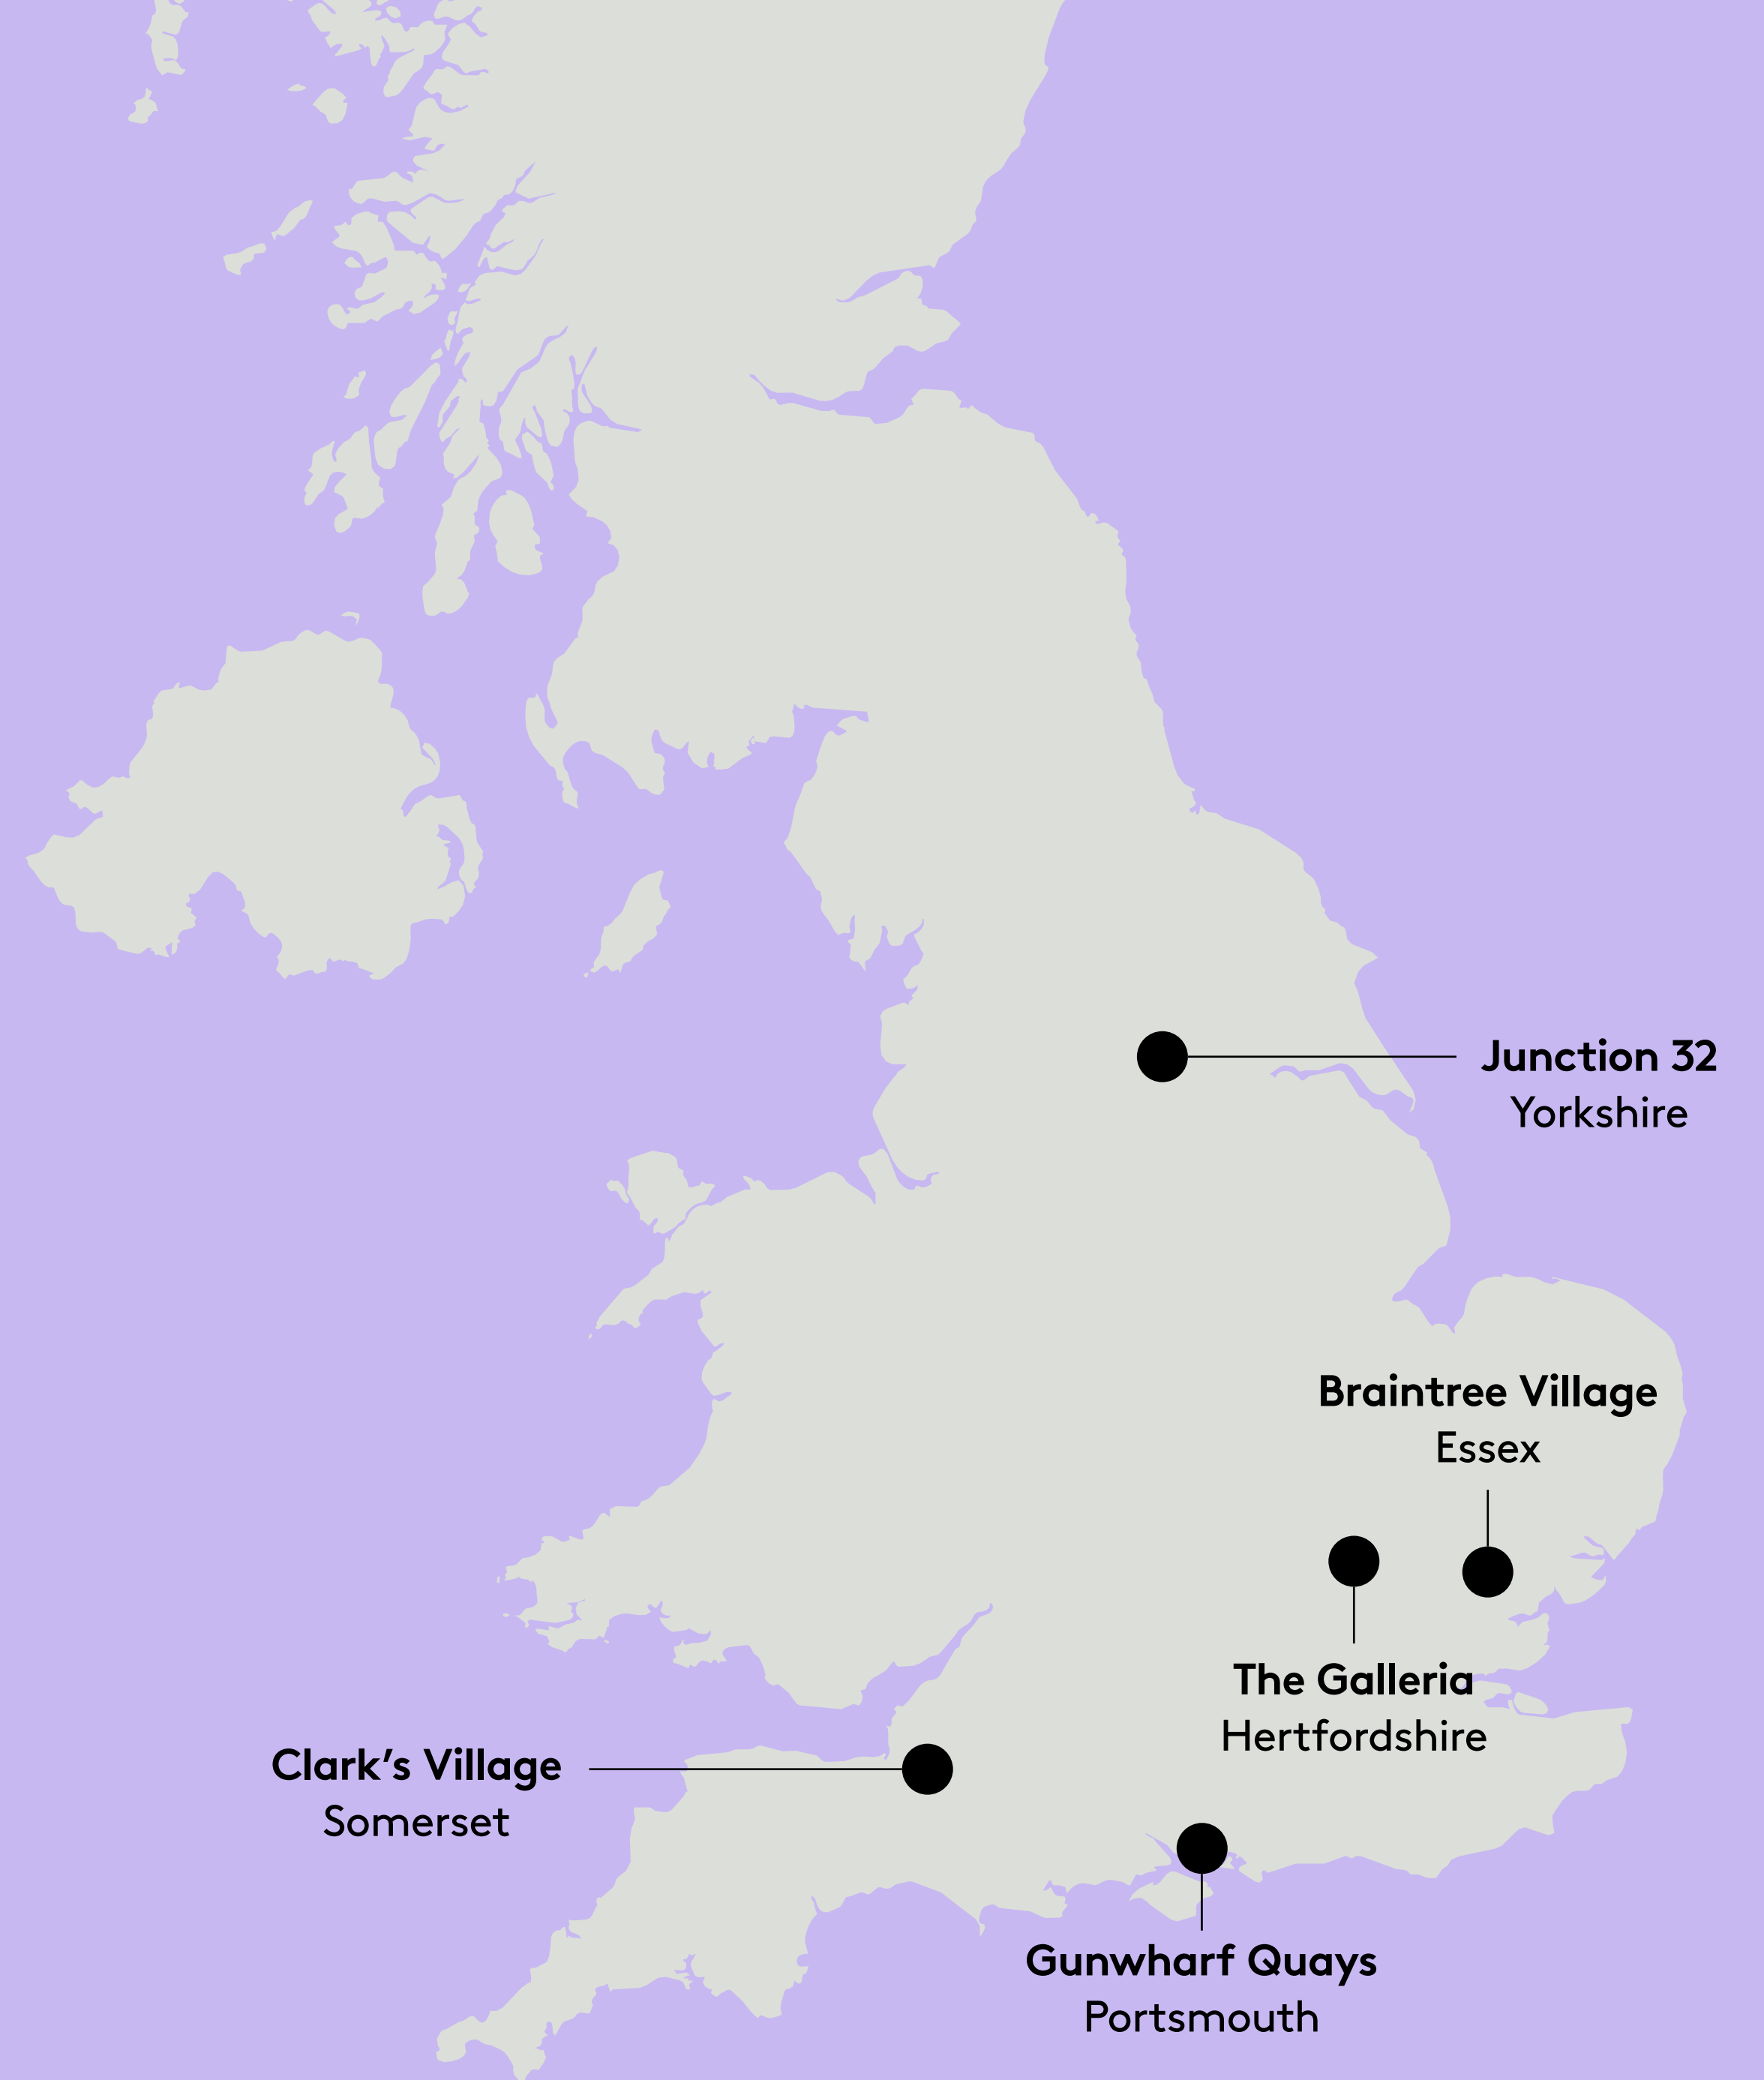 Junction 32
Yorkshire
Braintree Village
Essex
The Galleria
Hertfordshire
Clark’s Village
Somerset
Gunwharf Quays
Portsmouth